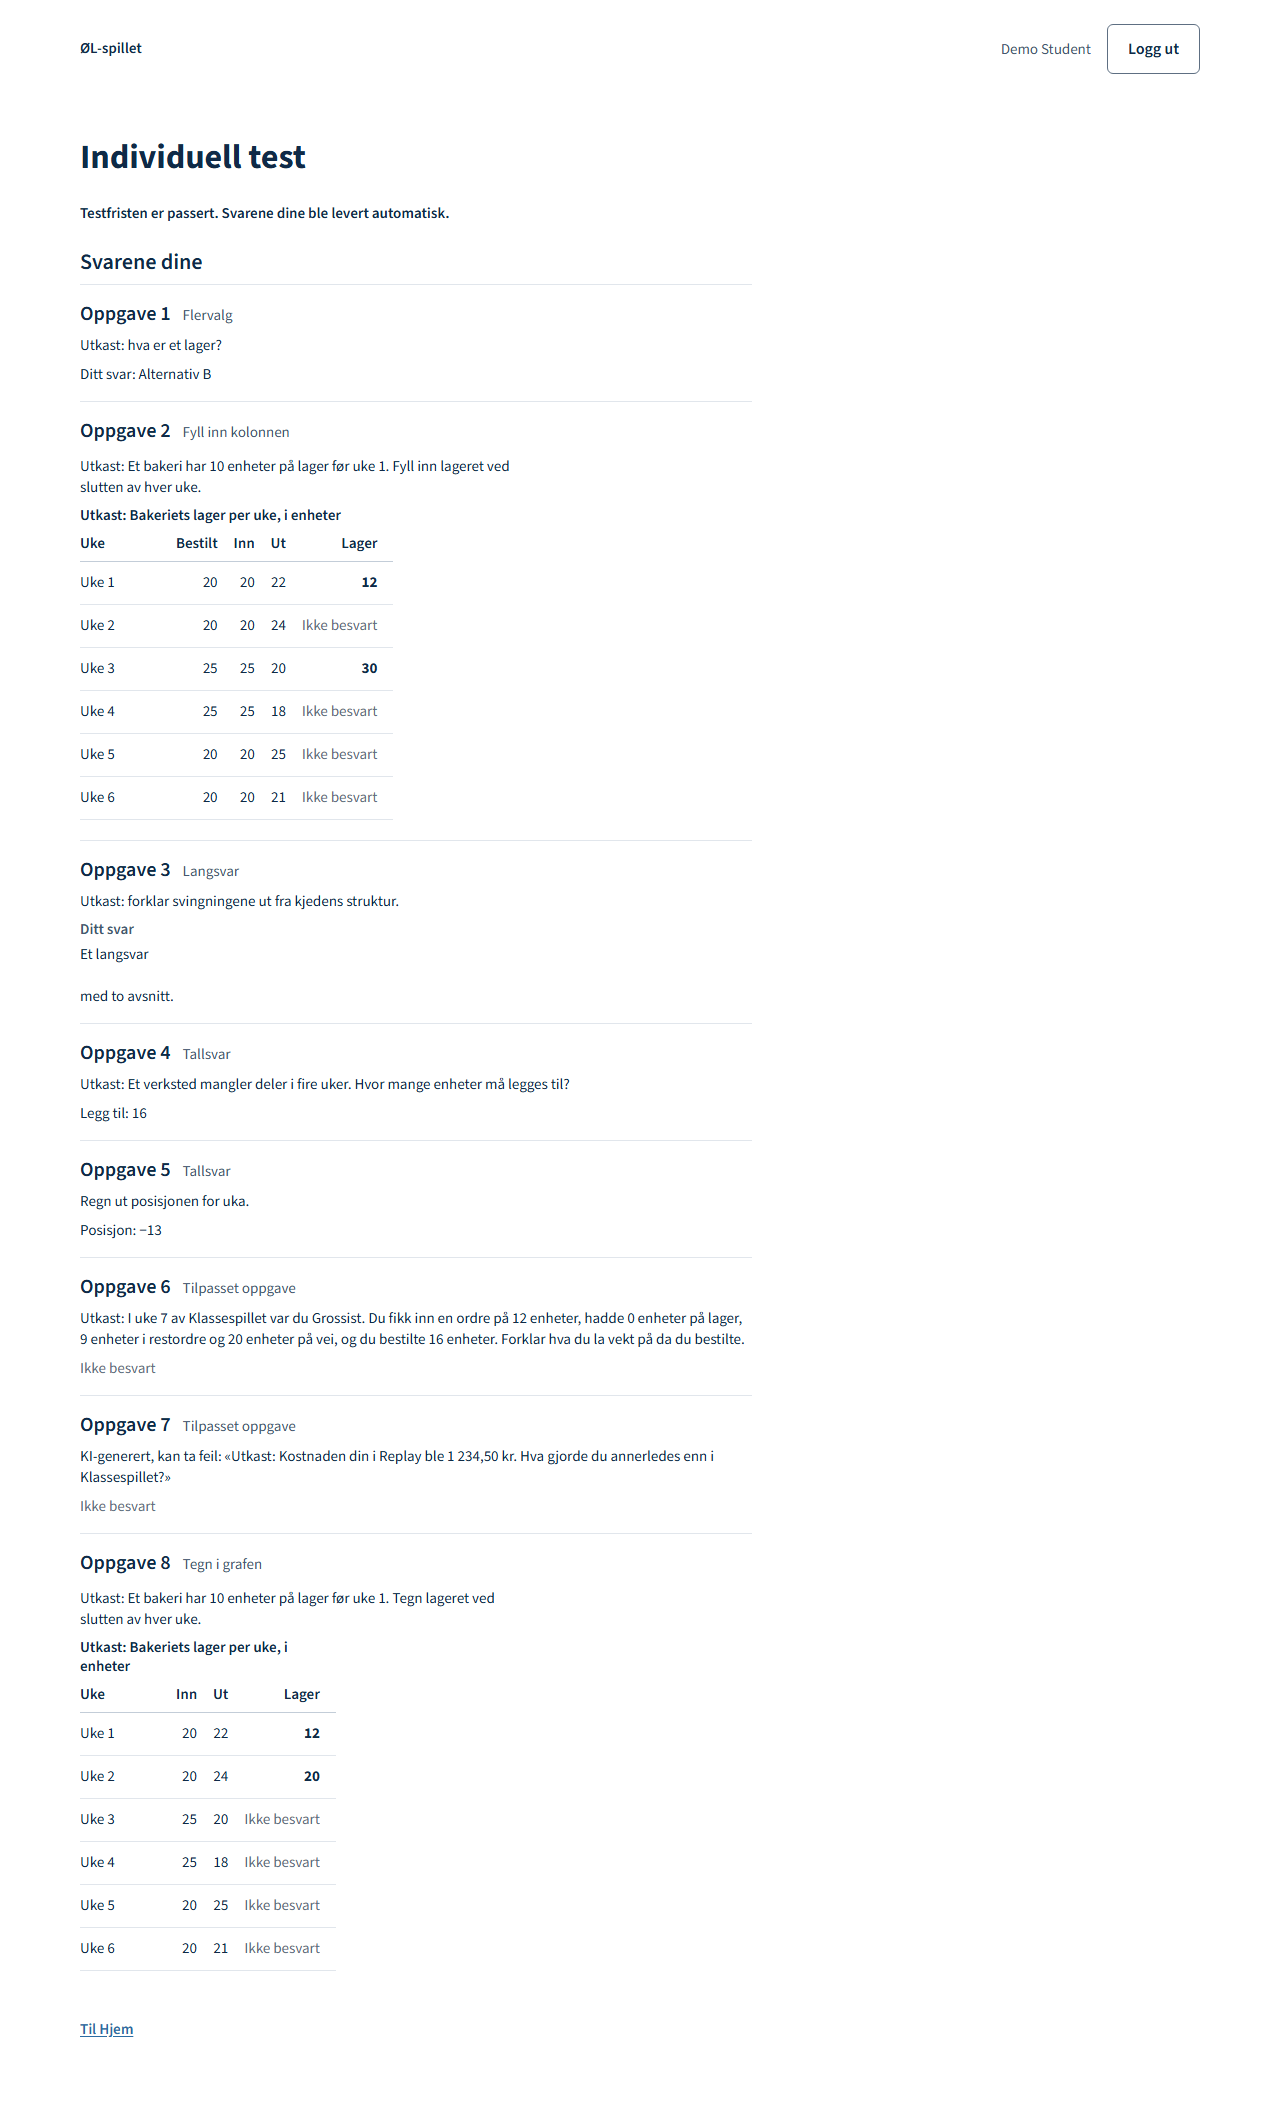 ØL-spillet
Demo Student
Logg ut
Individuell test
Testfristen er passert. Svarene dine ble levert automatisk.
Svarene dine
Oppgave 1 Flervalg
Utkast: hva er et lager?
Ditt svar: Alternativ B
Oppgave 2 Fyll inn kolonnen
Utkast: Et bakeri har 10 enheter på lager før uke 1. Fyll inn lageret ved
slutten av hver uke.
Utkast: Bakeriets lager per uke, i enheter
Uke Bestilt Inn Ut Lager
Uke 1 20 20 22 12
Uke 2 20 20 24 Ikke besvart
Uke 3 25 25 20 30
Uke 4 25 25 18 Ikke besvart
Uke 5 20 20 25 Ikke besvart
Uke 6 20 20 21 Ikke besvart
Oppgave 3 Langsvar
Utkast: forklar svingningene ut fra kjedens struktur.
Ditt svar
Et langsvar
med to avsnitt.
Oppgave 4 Tallsvar
Utkast: Et verksted mangler deler i fire uker. Hvor mange enheter må legges til?
Legg til: 16
Oppgave 5 Tallsvar
Regn ut posisjonen for uka.
Posisjon: −13
Oppgave 6 Tilpasset oppgave
Utkast: I uke 7 av Klassespillet var du Grossist. Du fikk inn en ordre på 12 enheter, hadde 0 enheter på lager,
9 enheter i restordre og 20 enheter på vei, og du bestilte 16 enheter. Forklar hva du la vekt på da du bestilte.
Ikke besvart
Oppgave 7 Tilpasset oppgave
KI-generert, kan ta feil: «Utkast: Kostnaden din i Replay ble 1 234,50 kr. Hva gjorde du annerledes enn i
Klassespillet?»
Ikke besvart
Oppgave 8 Tegn i grafen
Utkast: Et bakeri har 10 enheter på lager før uke 1. Tegn lageret ved
slutten av hver uke.
Utkast: Bakeriets lager per uke, i
enheter
Uke Inn Ut Lager
Uke 1 20 22 12
Uke 2 20 24 20
Uke 3 25 20 Ikke besvart
Uke 4 25 18 Ikke besvart
Uke 5 20 25 Ikke besvart
Uke 6 20 21 Ikke besvart
Til Hjem